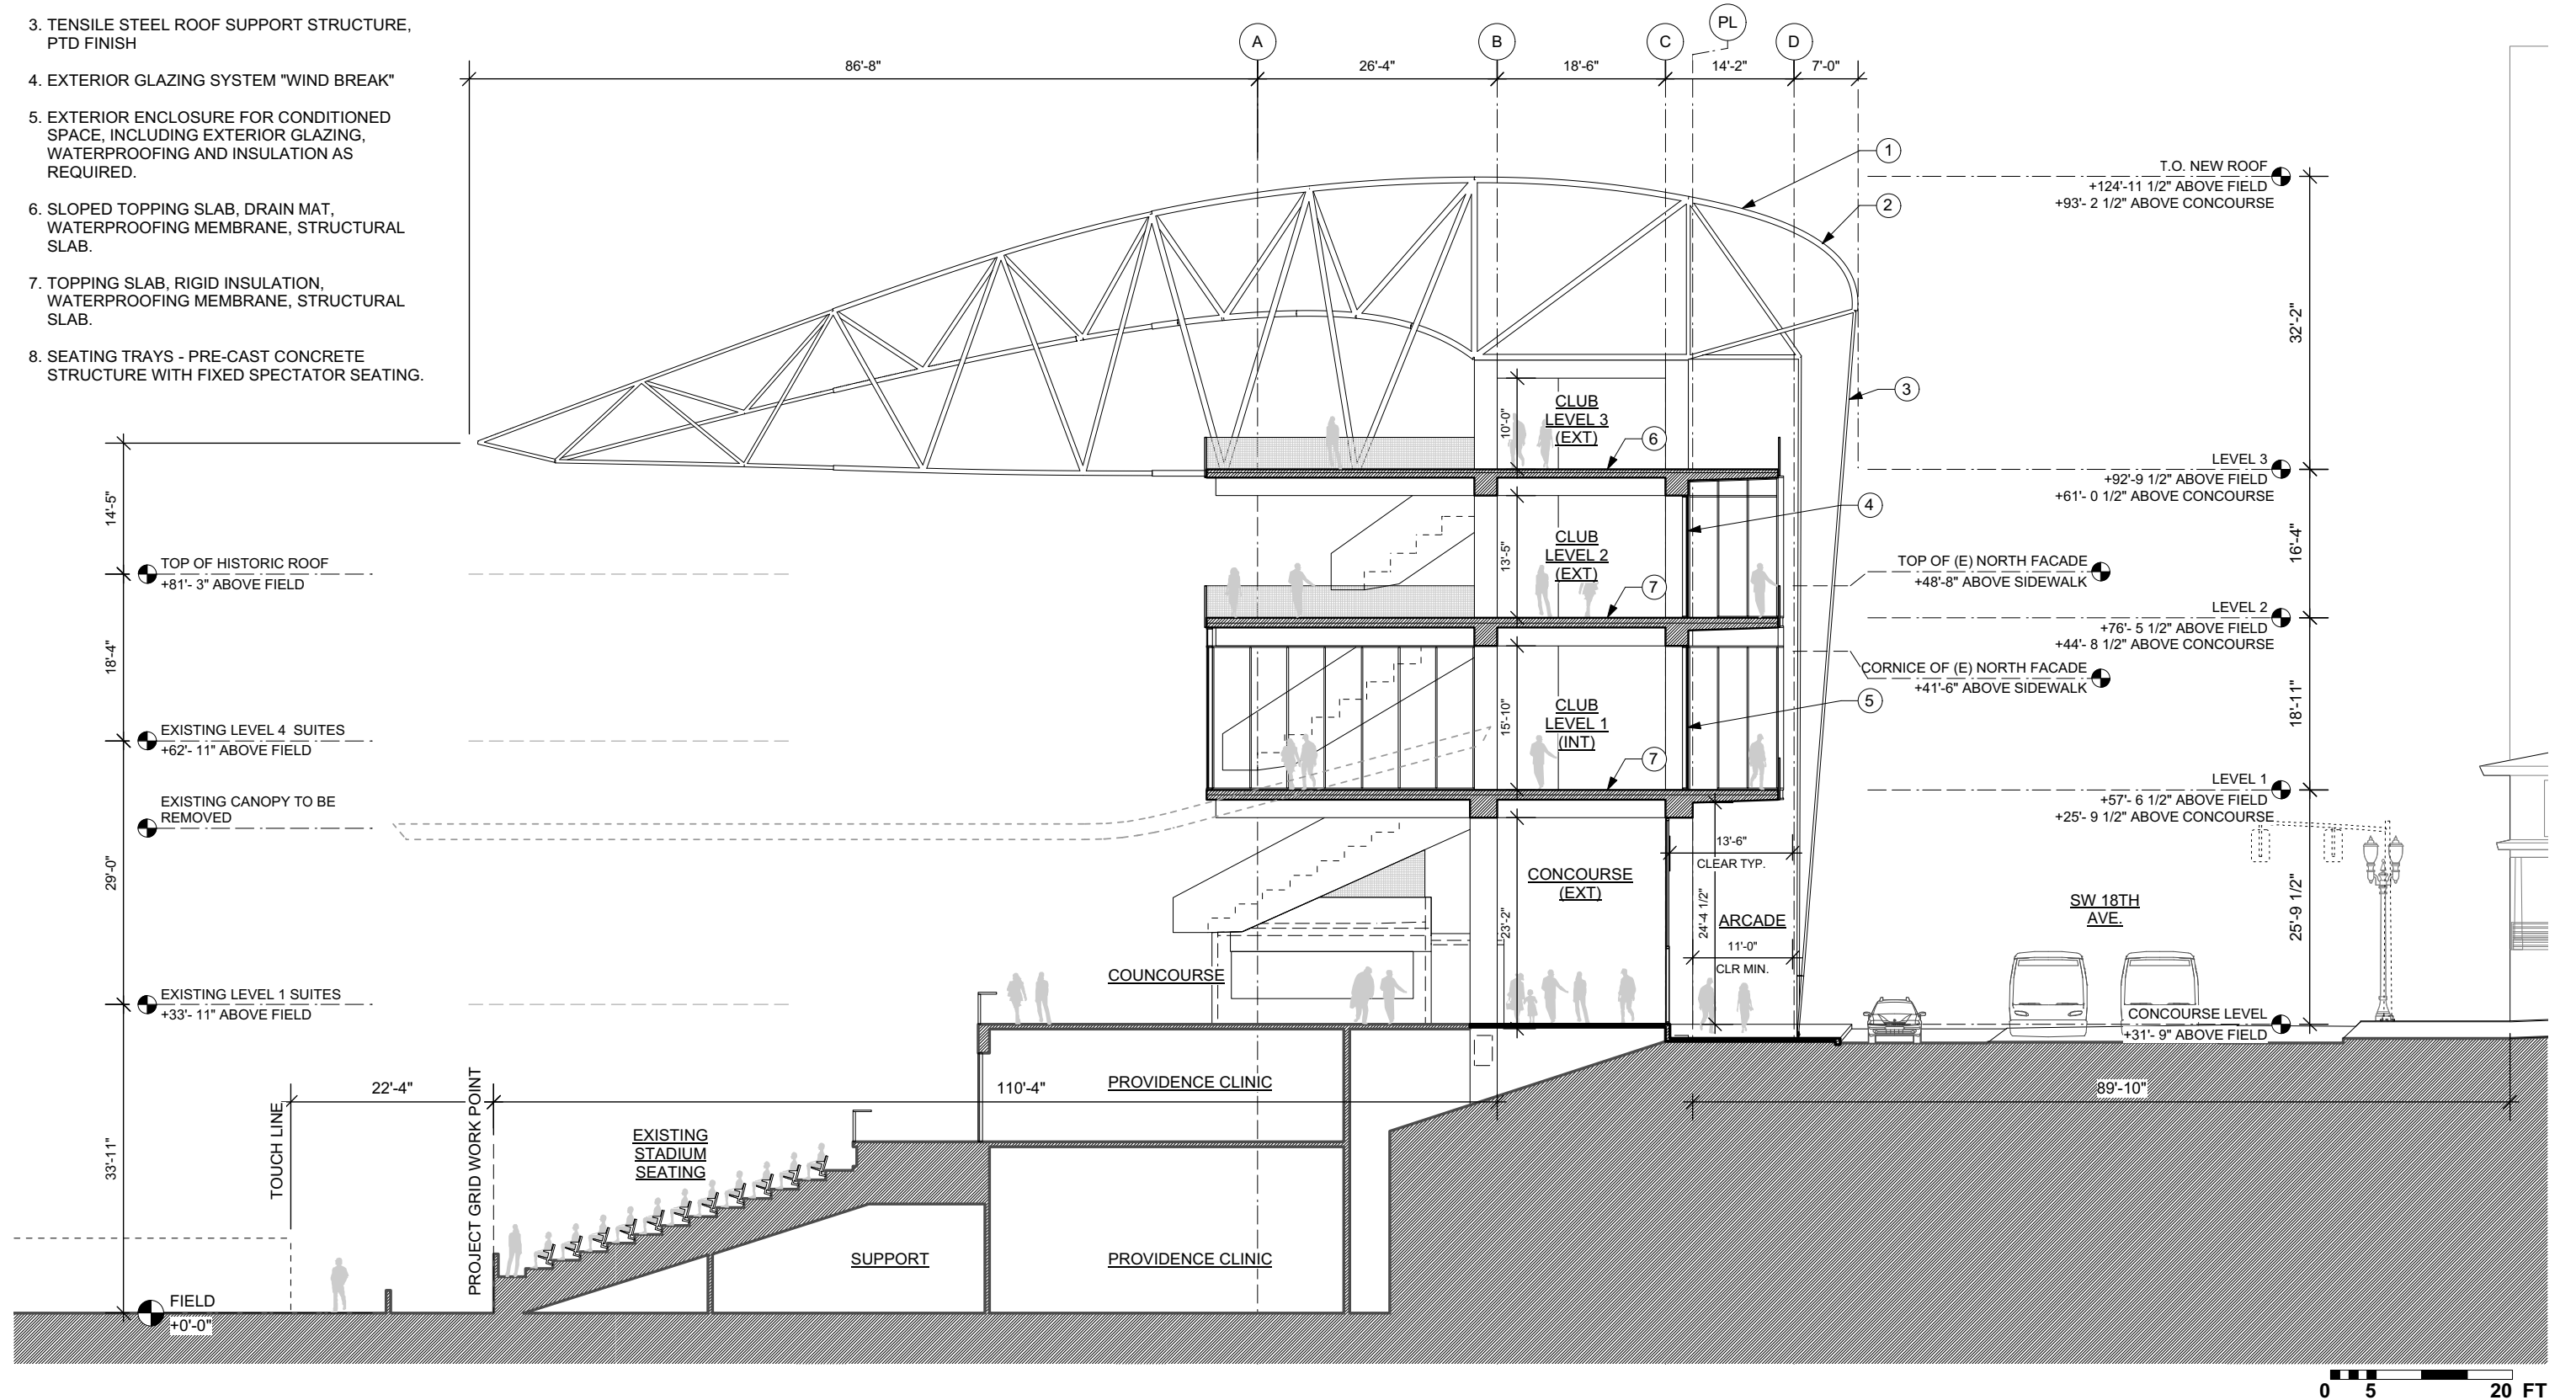 3. TENSILE STEEL ROOF SUPPORT STRUCTURE,
PTD FINISH
4. EXTERIOR GLAZING SYSTEM "WIND BREAK"
5. EXTERIOR ENCLOSURE FOR CONDITIONED
SPACE, INCLUDING EXTERIOR GLAZING,
WATERPROOFING AND INSULATION AS
REQUIRED.
6. SLOPED TOPPING SLAB, DRAIN MAT,
WATERPROOFING MEMBRANE, STRUCTURAL
SLAB.
7. TOPPING SLAB, RIGID INSULATION,
WATERPROOFING MEMBRANE, STRUCTURAL
SLAB.
8. SEATING TRAYS - PRE-CAST CONCRETE
STRUCTURE WITH FIXED SPECTATOR SEATING.
A
B
C
PL
D
86'-8"
26'-4"
18'-6"
14'-2"
7'-0"
1
2
3
T.O. NEW ROOF
+124'-11 1/2" ABOVE FIELD
+93'- 2 1/2" ABOVE CONCOURSE
32'-2"
LEVEL 3
+92'-9 1/2" ABOVE FIELD
+61'- 0 1/2" ABOVE CONCOURSE
16'-4"
TOP OF (E) NORTH FACADE
+48'-8" ABOVE SIDEWALK
LEVEL 2
+76'- 5 1/2" ABOVE FIELD
+44'- 8 1/2" ABOVE CONCOURSE
CORNICE OF (E) NORTH FACADE
+41'-6" ABOVE SIDEWALK
18'-11"
LEVEL 1
+57'- 6 1/2" ABOVE FIELD
+25'- 9 1/2" ABOVE CONCOURSE
25'-9 1/2"
CONCOURSE LEVEL
+31'- 9" ABOVE FIELD
14'-5"
TOP OF HISTORIC ROOF
+81'- 3" ABOVE FIELD
18'-4"
EXISTING LEVEL 4 SUITES
+62'- 11" ABOVE FIELD
EXISTING CANOPY TO BE
REMOVED
29'-0"
EXISTING LEVEL 1 SUITES
+33'- 11" ABOVE FIELD
33'-11"
FIELD
+0'-0"
10'-0"
CLUB
LEVEL 3
(EXT)
6
4
13'-5"
CLUB
LEVEL 2
(EXT)
7
15'-10"
CLUB
LEVEL 1
(INT)
5
7
23'-2"
CONCOURSE
(EXT)
13'-6"
CLEAR TYP.
24'-4 1/2"
ARCADE
11'-0"
CLR MIN.
SW 18TH
AVE.
COUNCOURSE
TOUCH LINE
22'-4"
PROJECT GRID WORK POINT
110'-4"
89'-10"
EXISTING
STADIUM
SEATING
PROVIDENCE CLINIC
SUPPORT
PROVIDENCE CLINIC
0 5 20 FT